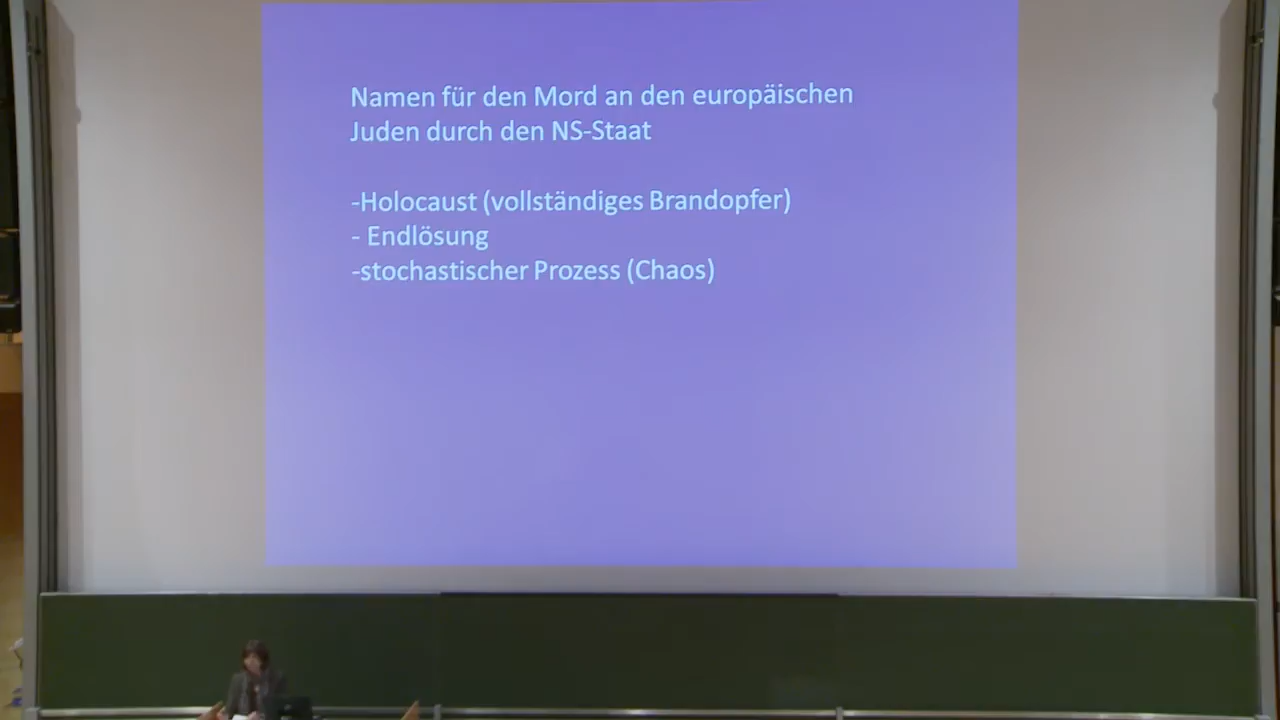 Namen für den Mord an den europäischen
Juden durch den NS-Staat
-Holocaust (vollständiges Brandopfer)
- Endlösung
-stochastischer Prozess (Chaos)